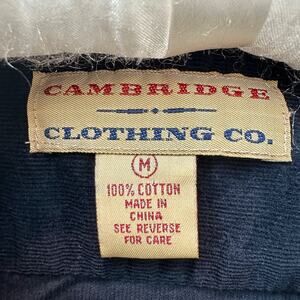 CAMBRIDGE
CLOTHING CO.
M
100% COTTON
MADE IN
CHINA
SEE REVERSE
FOR CARE